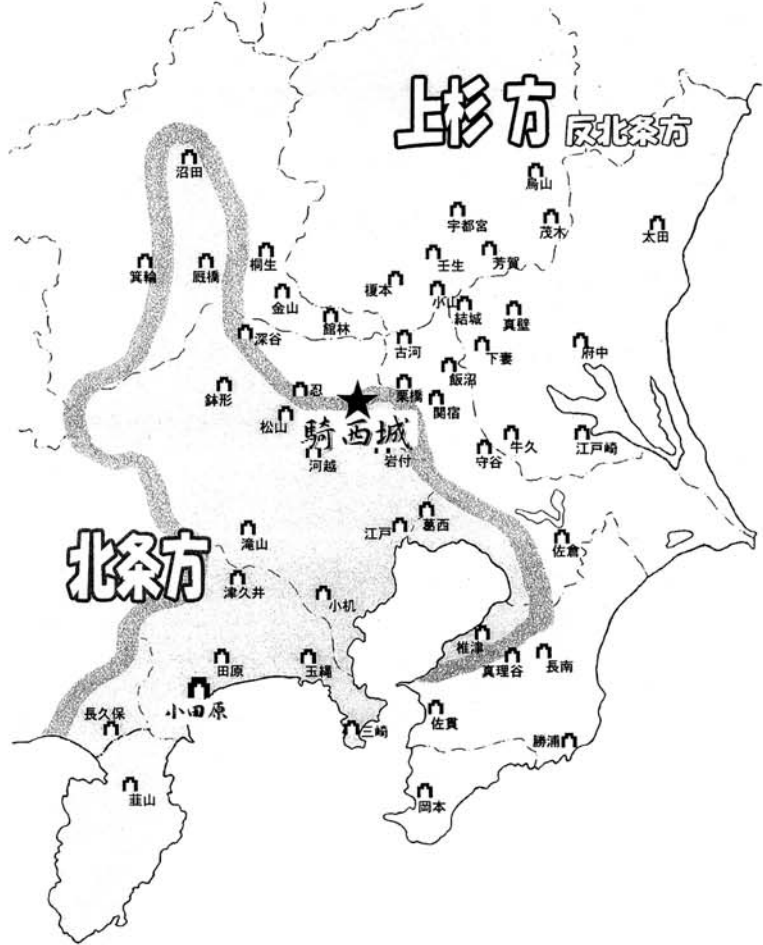 上杉方 反北条方
沼田
烏山
宇都宮
茂木
太田
箕輪
厩橋
桐生
壬生
芳賀
榎本
金山
小山
結城
真壁
館林
深谷
古河
下妻
府中
飯沼
鉢形
忍
栗橋
関宿
松山
騎西城
河越
岩付
守谷
牛久
江戸崎
滝山
江戸
葛西
佐倉
北条方
津久井
小机
椎津
田原
玉縄
真理谷
長南
小田原
長久保
三崎
佐貫
勝浦
韮山
岡本